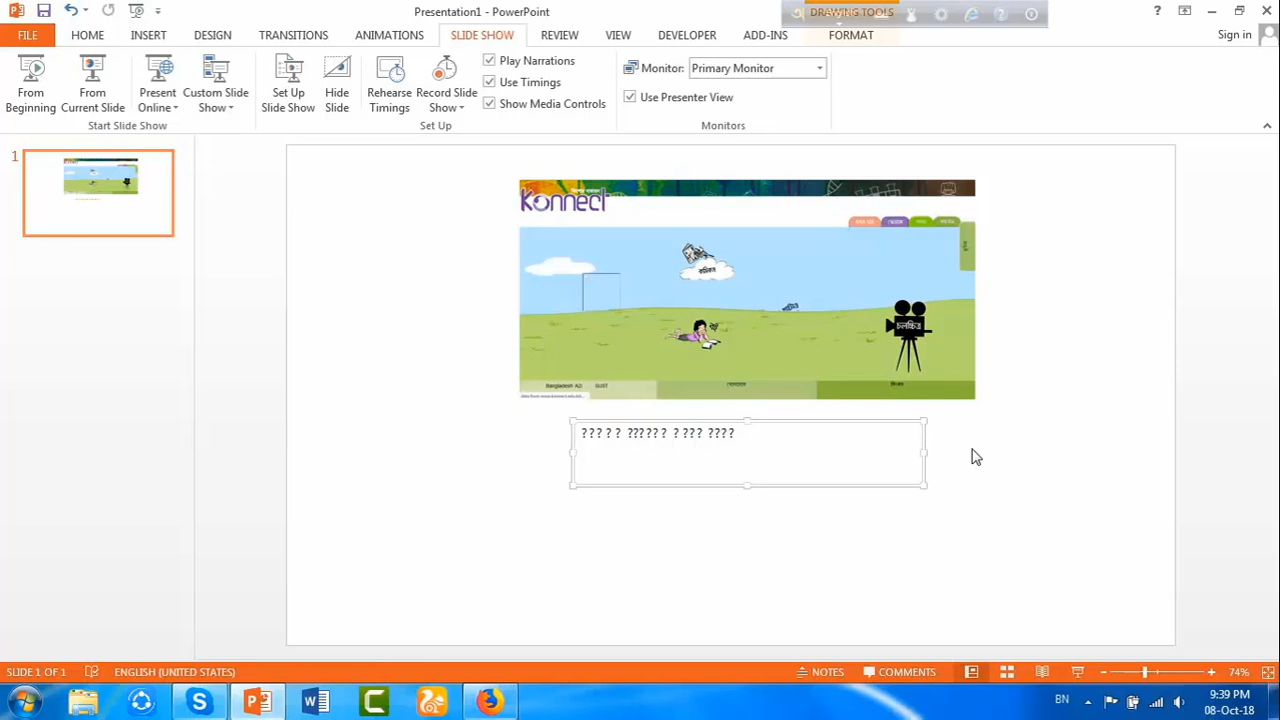 Presentation1 - PowerPoint
DRAWING TOOLS
?
FILE
HOME
INSERT
DESIGN
TRANSITIONS
ANIMATIONS
SLIDE SHOW
REVIEW
VIEW
DEVELOPER
ADD-INS
FORMAT
Sign in
From Beginning
From Current Slide
Present Online
Custom Slide Show
Set Up Slide Show
Hide Slide
Rehearse Timings
Record Slide Show
Play Narrations
Use Timings
Show Media Controls
Monitor: Primary Monitor
Use Presenter View
Start Slide Show
Set Up
Monitors
1
Konnect
চলচ্চিত্র
Bangladesh AD
SUST
??? ? ? ?????? ? ??? ????
SLIDE 1 OF 1
ENGLISH (UNITED STATES)
NOTES
COMMENTS
74%
BN
9:39 PM
08-Oct-18